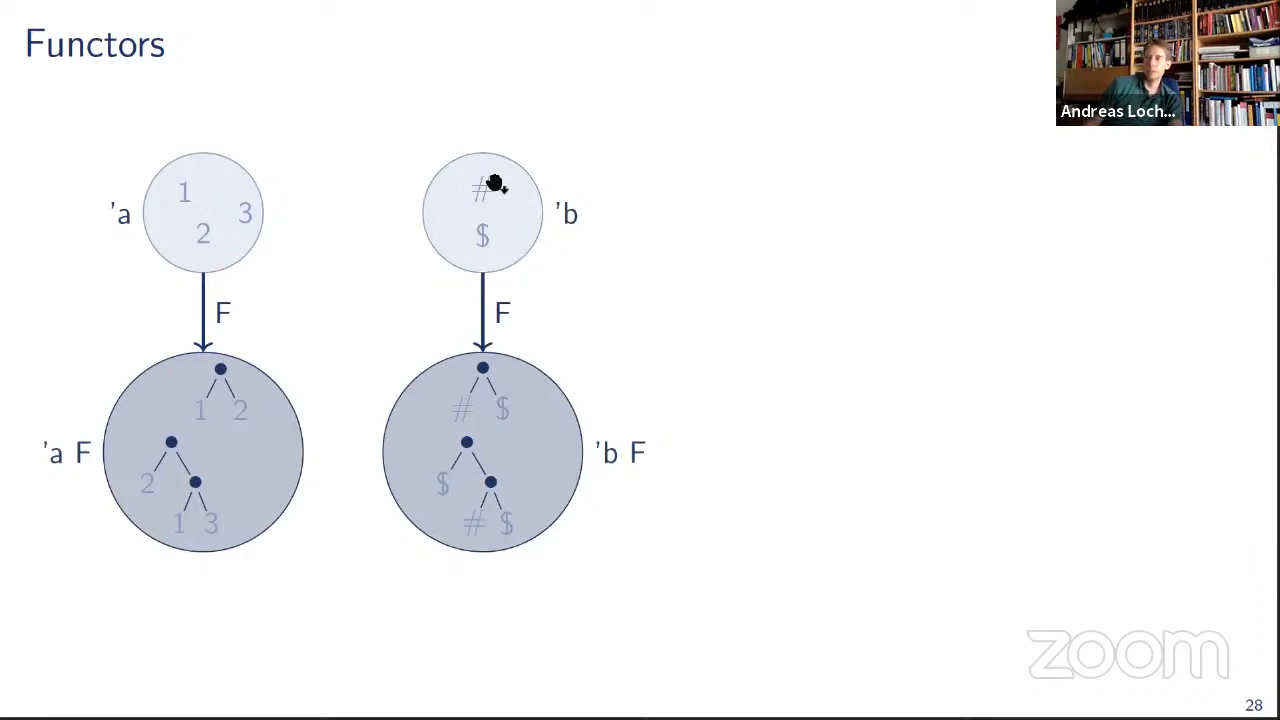 Functors
Andreas Loch...
'a
1
3
2
#
$
'b
F
F
1 2
# $
'a F
2
1 3
$
# $
'b F
zoom
28